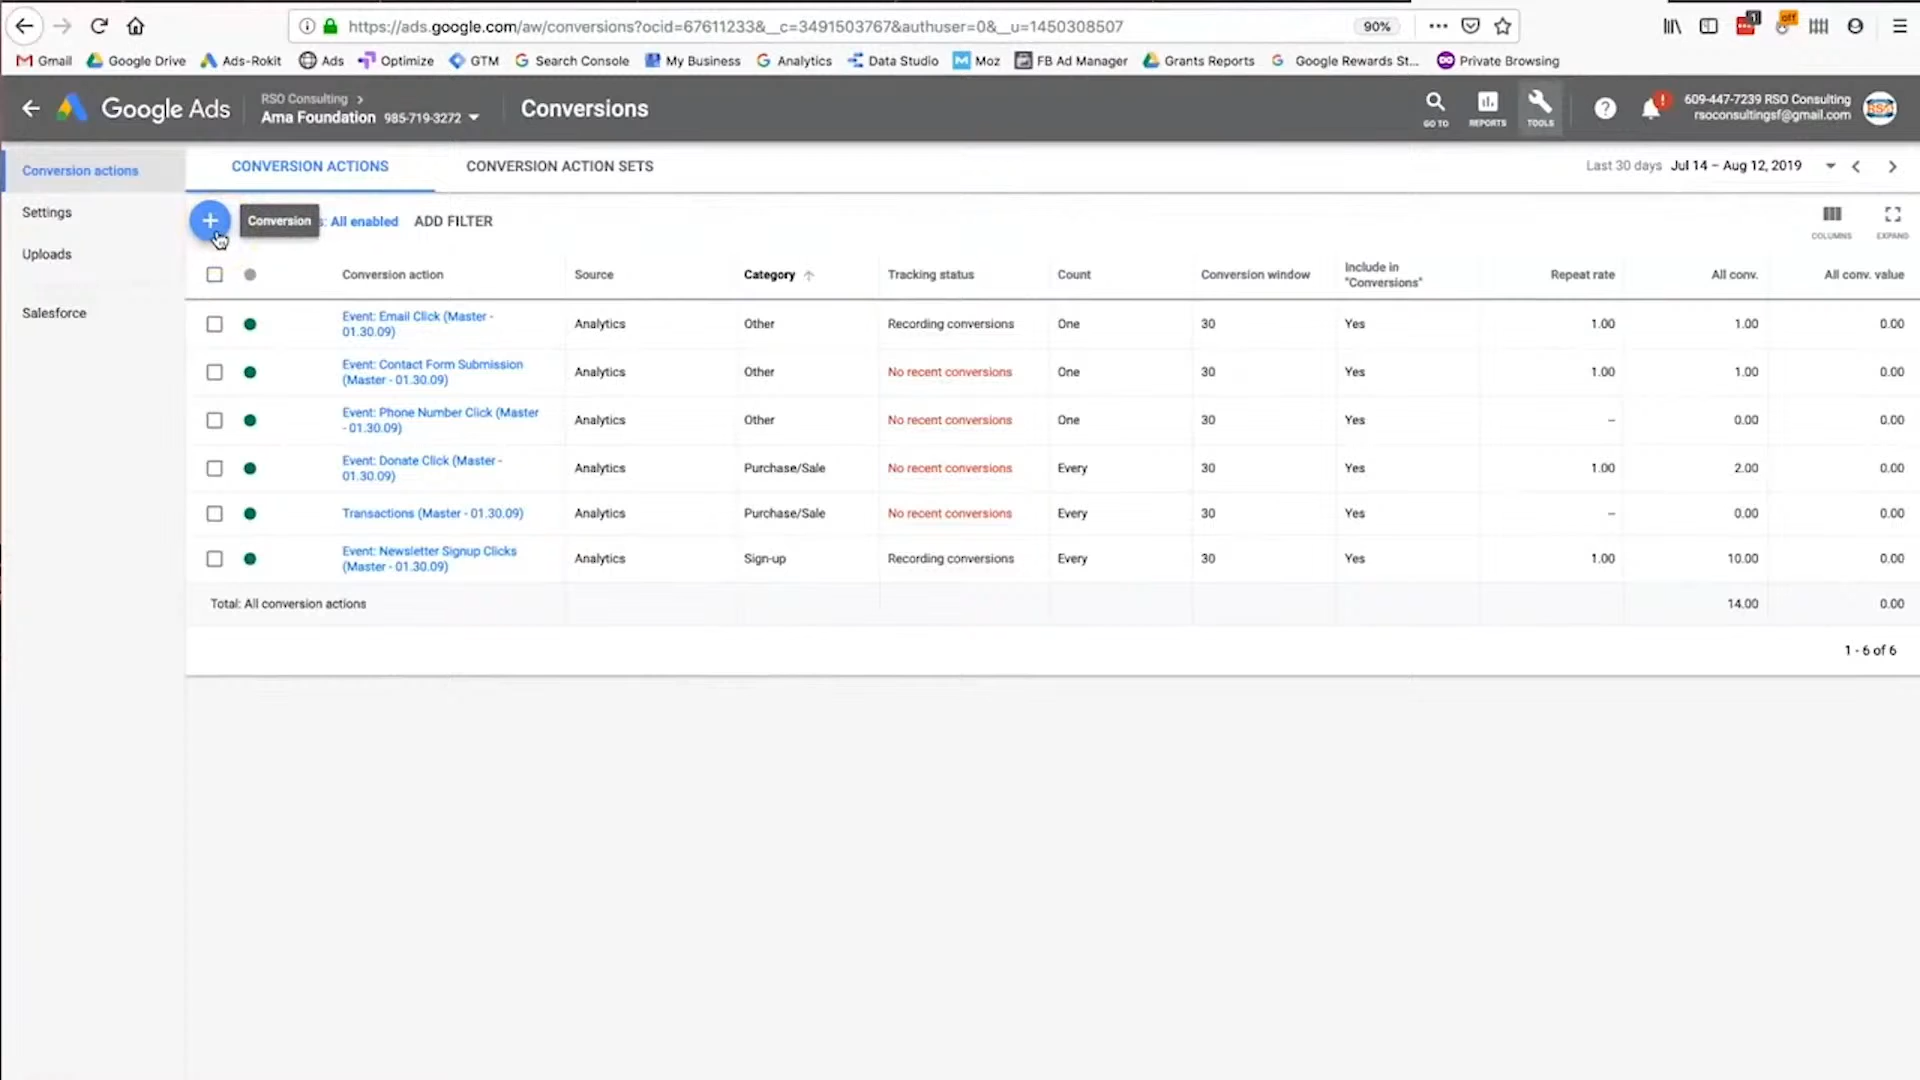 https://ads.google.com/aw/conversions?ocid=67611233&__c=3491503767&authuser=0&__u=1450308507
90%
1
off
Gmail Google Drive Ads-Rokit Ads Optimize GTM Search Console My Business Analytics Data Studio Moz FB Ad Manager Grants Reports Google Rewards St... Private Browsing
Google Ads
RSO Consulting
Ama Foundation 985-719-3272
Conversions
GO TO
REPORTS
TOOLS
!
609-447-7239 RSO Consulting
rsoconsultingsf@gmail.com
RSO
Conversion actions
Settings
Uploads
Salesforce
CONVERSION ACTIONS CONVERSION ACTION SETS
Last 30 days Jul 14 – Aug 12, 2019
Conversion s: All enabled ADD FILTER
COLUMNS
EXPAND
Conversion action Source Category Tracking status Count Conversion window Include in "Conversions" Repeat rate All conv. All conv. value
Event: Email Click (Master - 01.30.09) Analytics Other Recording conversions One 30 Yes 1.00 1.00 0.00
Event: Contact Form Submission (Master - 01.30.09) Analytics Other No recent conversions One 30 Yes 1.00 1.00 0.00
Event: Phone Number Click (Master - 01.30.09) Analytics Other No recent conversions One 30 Yes – 0.00 0.00
Event: Donate Click (Master - 01.30.09) Analytics Purchase/Sale No recent conversions Every 30 Yes 1.00 2.00 0.00
Transactions (Master - 01.30.09) Analytics Purchase/Sale No recent conversions Every 30 Yes – 0.00 0.00
Event: Newsletter Signup Clicks (Master - 01.30.09) Analytics Sign-up Recording conversions Every 30 Yes 1.00 10.00 0.00
Total: All conversion actions 14.00 0.00
1 - 6 of 6